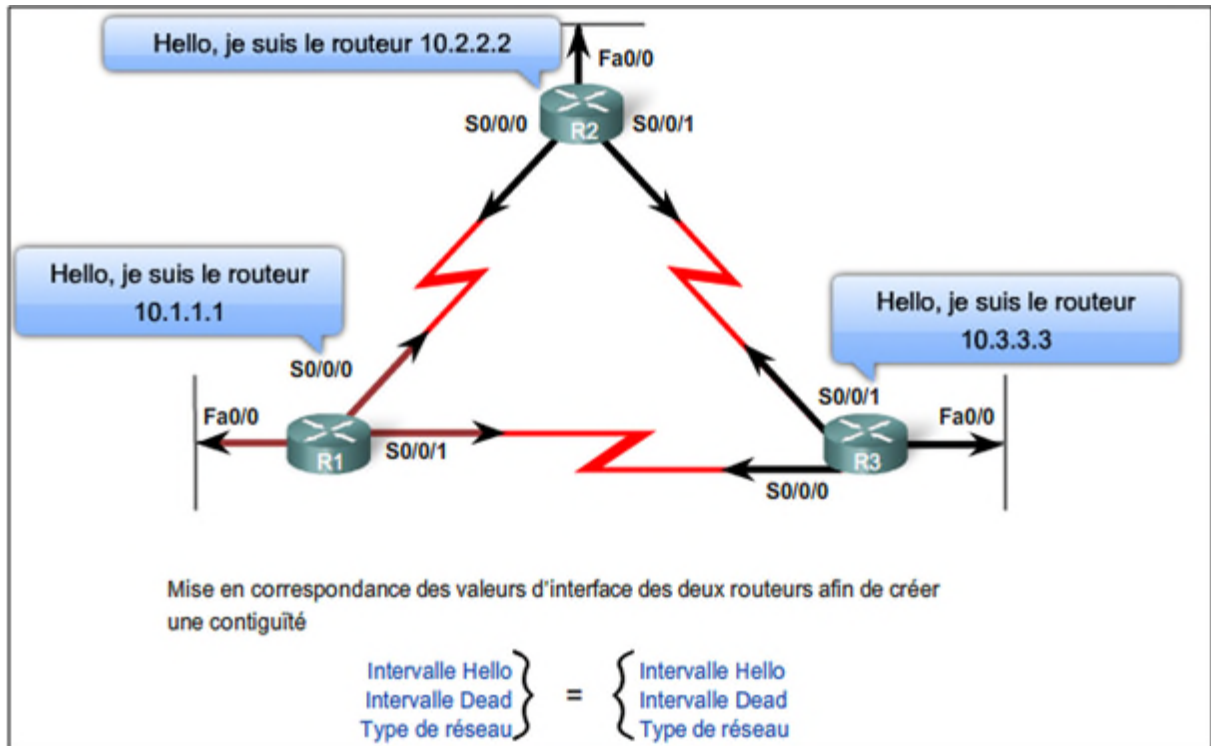 Hello, je suis le routeur 10.2.2.2
Fa0/0
S0/0/0
S0/0/1
R2
Hello, je suis le routeur
10.1.1.1
Hello, je suis le routeur
10.3.3.3
S0/0/0
S0/0/1
Fa0/0
Fa0/0
R1
S0/0/1
R3
S0/0/0
Mise en correspondance des valeurs d'interface des deux routeurs afin de créer
une contiguïté
Intervalle Hello
Intervalle Dead
Type de réseau
=
Intervalle Hello
Intervalle Dead
Type de réseau